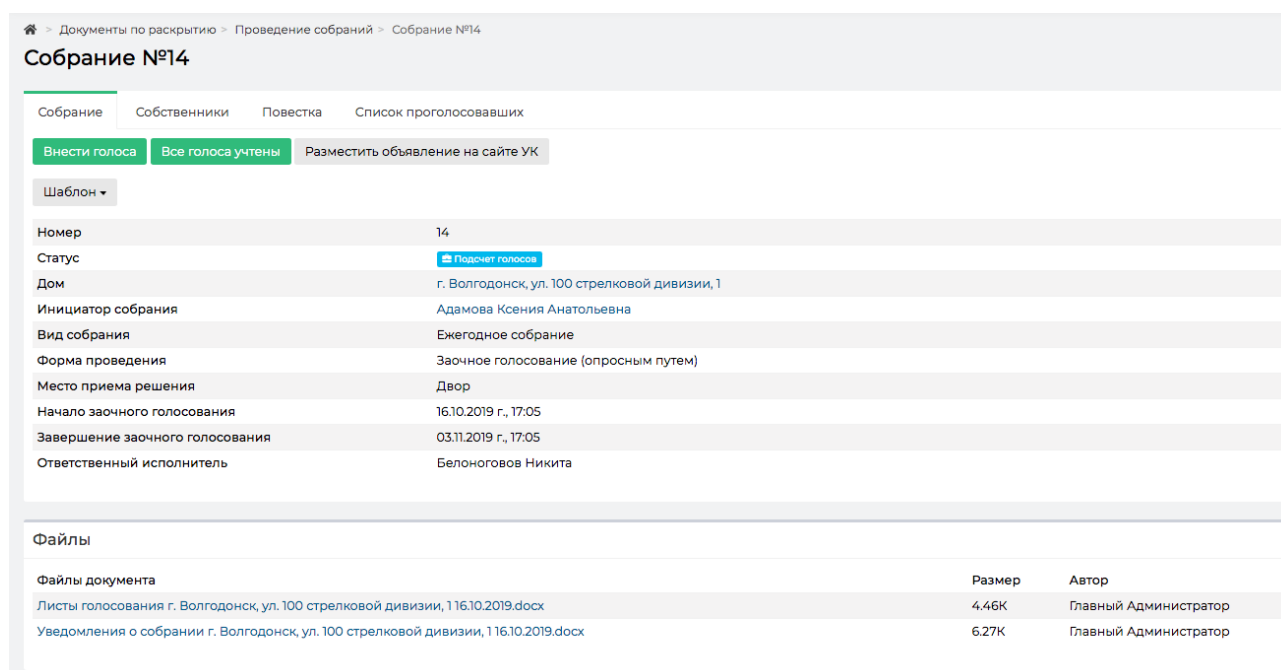 > Документы по раскрытию > Проведение собраний > Собрание №14
Собрание №14
Собрание Собственники Повестка Список проголосовавших
Внести голоса Все голоса учтены Разместить объявление на сайте УК
Шаблон
Номер 14
Статус Подсчет голосов
Дом г. Волгодонск, ул. 100 стрелковой дивизии, 1
Инициатор собрания Адамова Ксения Анатольевна
Вид собрания Ежегодное собрание
Форма проведения Заочное голосование (опросным путем)
Место приема решения Двор
Начало заочного голосования 16.10.2019 г., 17:05
Завершение заочного голосования 03.11.2019 г., 17:05
Ответственный исполнитель Белоноговов Никита
Файлы
Файлы документа Размер Автор
Листы голосования г. Волгодонск, ул. 100 стрелковой дивизии, 1 16.10.2019.docx 4.46K Главный Администратор
Уведомления о собрании г. Волгодонск, ул. 100 стрелковой дивизии, 1 16.10.2019.docx 6.27K Главный Администратор